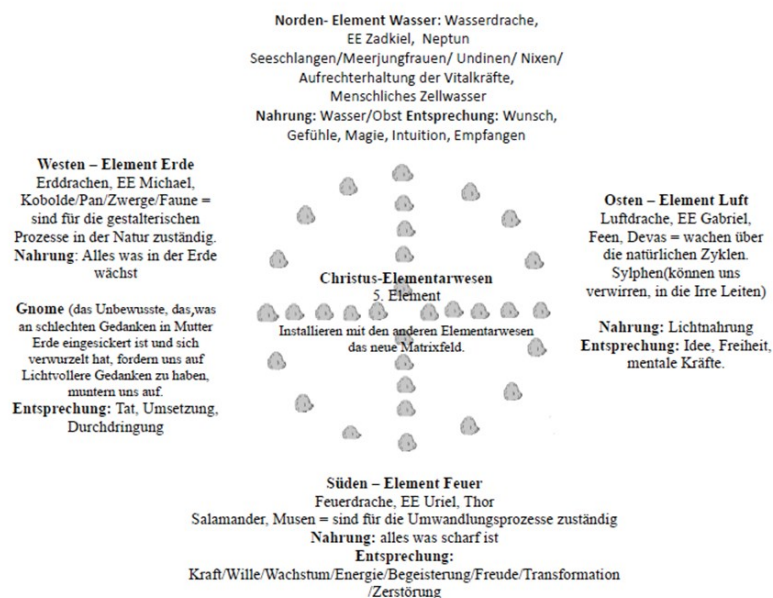 Norden- Element Wasser: Wasserdrache,
EE Zadkiel, Neptun
Seeschlangen/Meerjungfrauen/ Undinen/ Nixen/
Aufrechterhaltung der Vitalkräfte,
Menschliches Zellwasser
Nahrung: Wasser/Obst Entsprechung: Wunsch,
Gefühle, Magie, Intuition, Empfangen
Westen – Element Erde
Erddrachen, EE Michael,
Kobolde/Pan/Zwerge/Faune =
sind für die gestalterischen
Prozesse in der Natur zuständig.
Nahrung: Alles was in der Erde
wächst
Gnome (das Unbewusste, das,was
an schlechten Gedanken in Mutter
Erde eingesickert ist und sich
verwurzelt hat, fordern uns auf
Lichtvollere Gedanken zu haben,
muntern uns auf.
Entsprechung: Tat, Umsetzung,
Durchdringung
Christus-Elementarwesen
5. Element
Installieren mit den anderen Elementarwesen
das neue Matrixfeld.
Osten – Element Luft
Luftdrache, EE Gabriel,
Feen, Devas = wachen über
die natürlichen Zyklen.
Sylphen(können uns
verwirren, in die Irre Leiten)
Nahrung: Lichtnahrung
Entsprechung: Idee, Freiheit,
mentale Kräfte.
Süden – Element Feuer
Feuerdrache, EE Uriel, Thor
Salamander, Musen = sind für die Umwandlungsprozesse zuständig
Nahrung: alles was scharf ist
Entsprechung:
Kraft/Wille/Wachstum/Energie/Begeisterung/Freude/Transformation
/Zerstörung